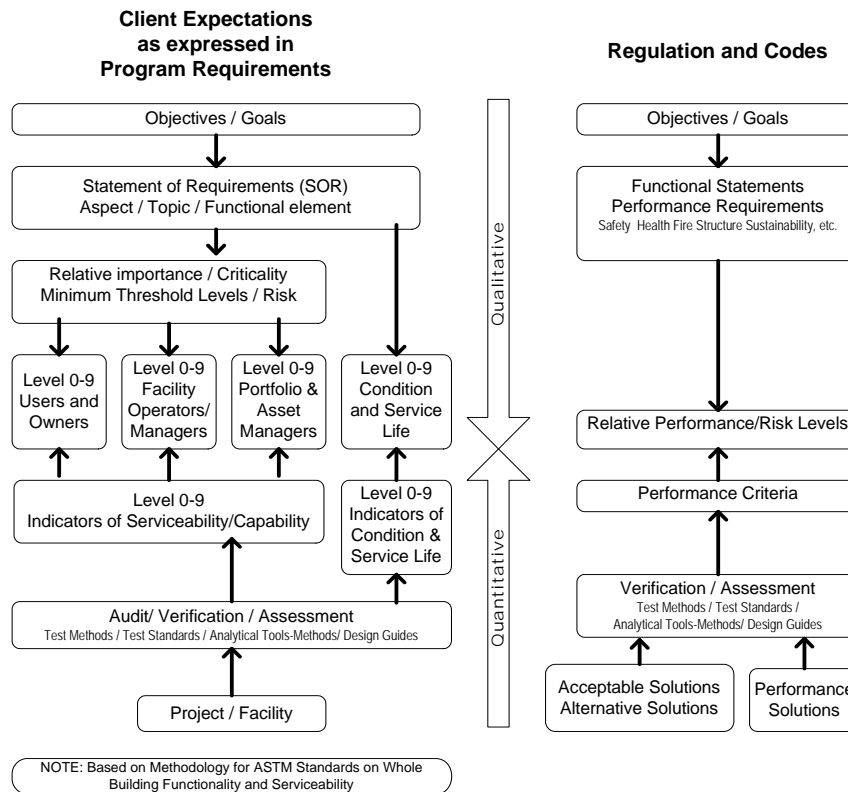 Client Expectations
as expressed in
Program Requirements
Objectives / Goals
Statement of Requirements (SOR)
Aspect / Topic / Functional element
Relative importance / Criticality
Minimum Threshold Levels / Risk
Level 0-9
Users and
Owners
Level 0-9
Facility
Operators/
Managers
Level 0-9
Portfolio &
Asset
Managers
Level 0-9
Condition
and Service
Life
Level 0-9
Indicators of Serviceability/Capability
Level 0-9
Indicators of
Condition &
Service Life
Audit/ Verification / Assessment
Test Methods / Test Standards / Analytical Tools-Methods/ Design Guides
Project / Facility
NOTE: Based on Methodology for ASTM Standards on Whole
Building Functionality and Serviceability
Qualitative
Quantitative
Regulation and Codes
Objectives / Goals
Functional Statements
Performance Requirements
Safety Health Fire Structure Sustainability, etc.
Relative Performance/Risk Levels
Performance Criteria
Verification / Assessment
Test Methods / Test Standards /
Analytical Tools-Methods/ Design Guides
Acceptable Solutions
Alternative Solutions
Performance
Solutions